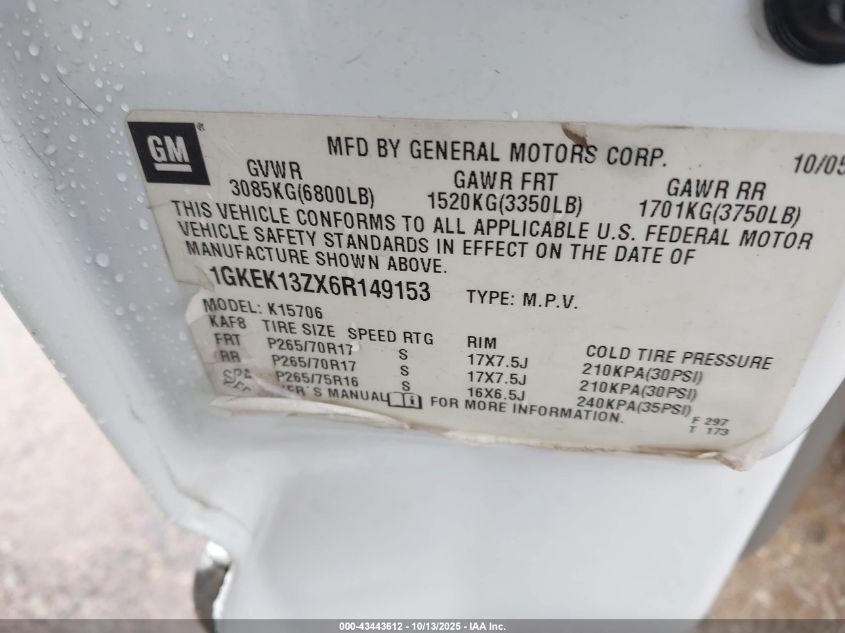 GM ®
MFD BY GENERAL MOTORS CORP. 10/05
GVWR GAWR FRT GAWR RR
3085KG(6800LB) 1520KG(3350LB) 1701KG(3750LB)
THIS VEHICLE CONFORMS TO ALL APPLICABLE U.S. FEDERAL MOTOR
VEHICLE SAFETY STANDARDS IN EFFECT ON THE DATE OF
MANUFACTURE SHOWN ABOVE.
1GKEK13ZX6R149153 TYPE: M.P.V.
MODEL: K15706
KAF8 TIRE SIZE SPEED RTG RIM COLD TIRE PRESSURE
FRT P265/70R17 S 17X7.5J 210KPA(30PSI)
RR P265/70R17 S 17X7.5J 210KPA(30PSI)
SPA P265/75R16 S 16X6.5J 240KPA(35PSI)
SEE ER'S MANUAL FOR MORE INFORMATION.
F 297
T 173
000-43443612 - 10/13/2025 - IAA Inc.